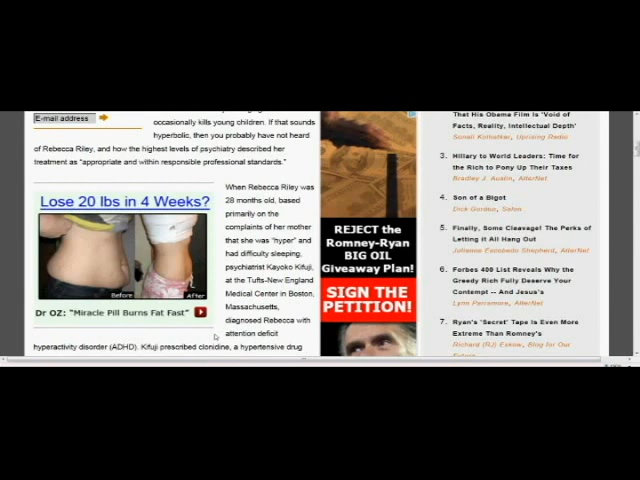 E-mail address
occasionally kills young children. If that sounds
hyperbolic, then you probably have not heard
of Rebecca Riley, and how the highest levels of psychiatry described her
treatment as "appropriate and within responsible professional standards."
Lose 20 lbs in 4 Weeks?
Before
After
Dr OZ: "Miracle Pill Burns Fat Fast"
When Rebecca Riley was
28 months old, based
primarily on the
complaints of her mother
that she was "hyper" and
had difficulty sleeping,
psychiatrist Kayoko Kifuji,
at the Tufts-New England
Medical Center in Boston,
Massachusetts,
diagnosed Rebecca with
attention deficit
hyperactivity disorder (ADHD). Kifuji prescribed clonidine, a hypertensive drug
REJECT the
Romney-Ryan
BIG OIL
Giveaway Plan!
SIGN THE
PETITION!
That His Obama Film Is 'Void of
Facts, Reality, Intellectual Depth'
Sunali Kolhatkar, Uprising Radio
3. Hillary to World Leaders: Time for
the Rich to Pony Up Their Taxes
Bradley J. Austin, AlterNet
4. Son of a Bigot
Dick Gordon, Salon
5. Finally, Some Cleavage! The Perks of
Letting it All Hang Out
Julianne Escobedo Shepherd, AlterNet
6. Forbes 400 List Reveals Why the
Greedy Rich Fully Deserve Your
Contempt -- And Jesus's
Lynn Parramore, AlterNet
7. Ryan's 'Secret' Tape Is Even More
Extreme Than Romney's
Richard (RJ) Eskow, Blog for Our
Future